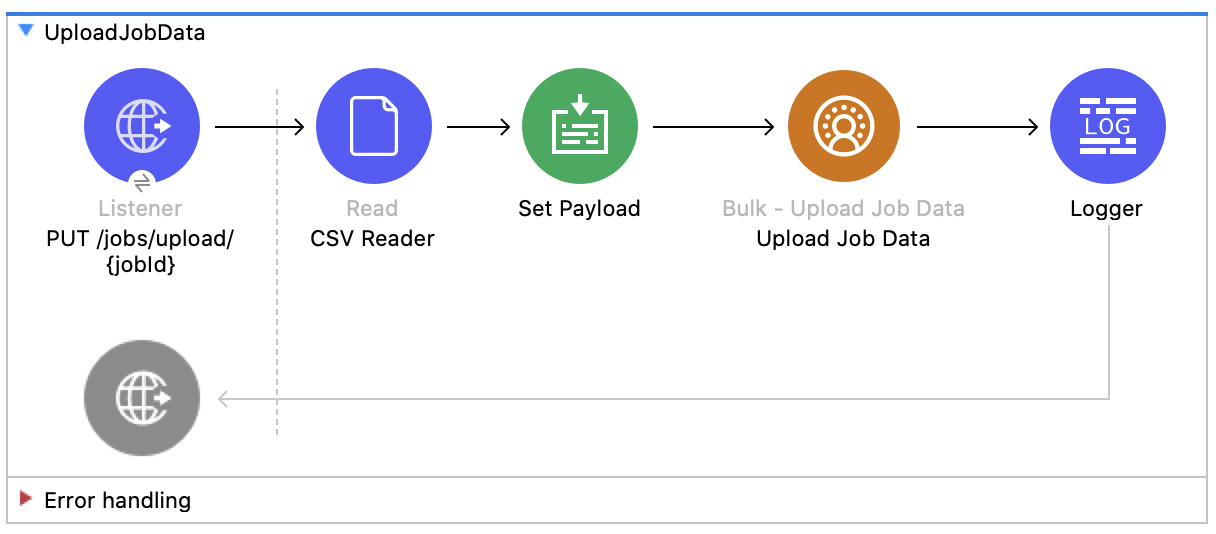 UploadJobData
LOG
Listener
Read
Set Payload
Bulk - Upload Job Data
Logger
PUT /jobs/upload/
{jobId}
CSV Reader
Upload Job Data
Error handling